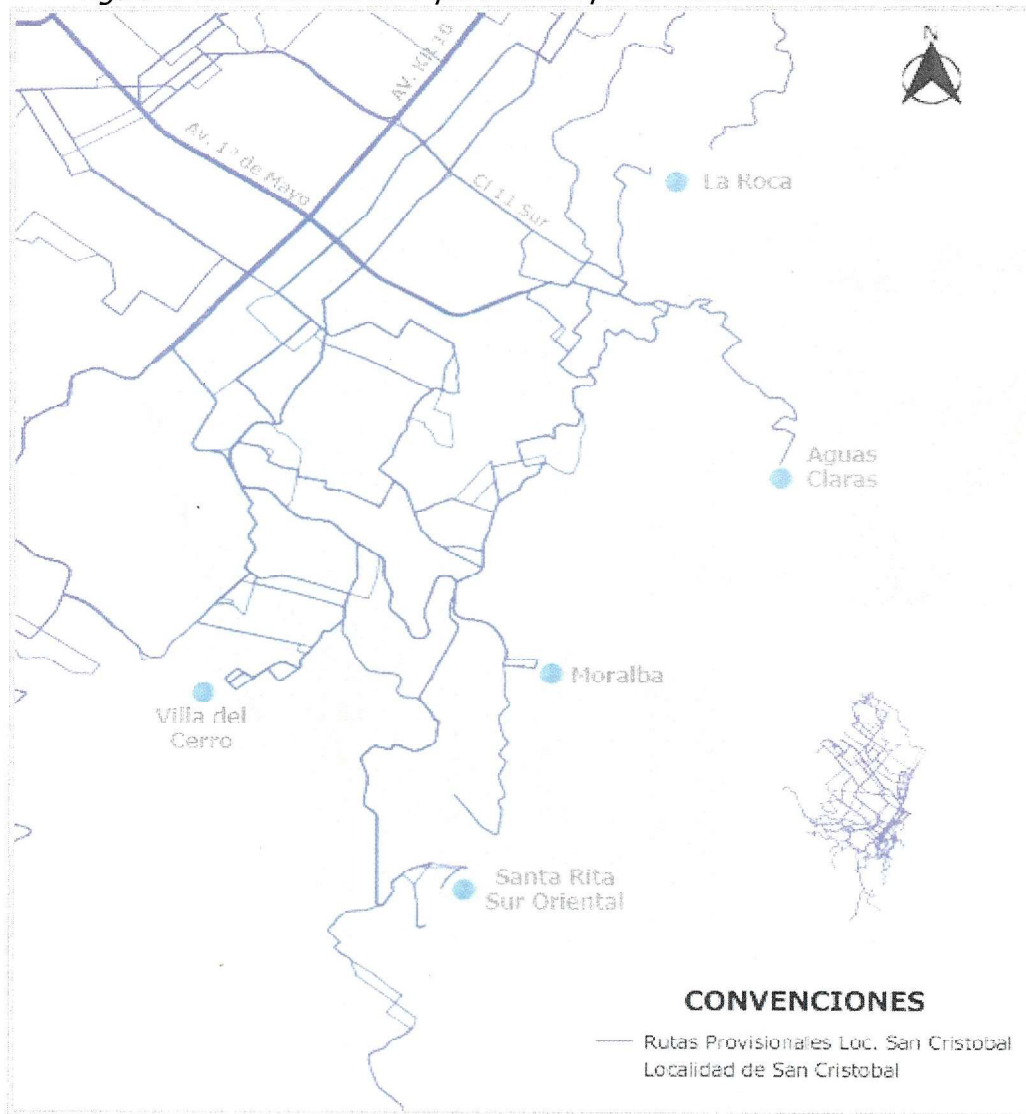 N
AV. KR 10
AV. 1° de Mayo
Cl 11 Sur
La Roca
Aguas
Claras
Moralba
Villa del
Cerro
Santa Rita
Sur Oriental
CONVENCIONES
Rutas Provisionales Loc. San Cristobal
Localidad de San Cristobal